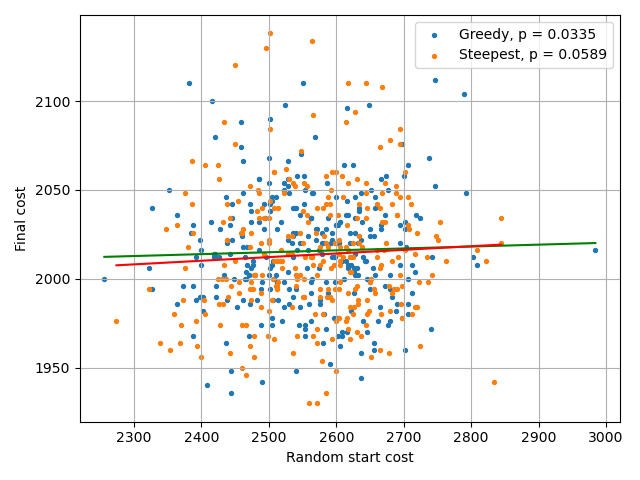 Greedy, p = 0.0335
Steepest, p = 0.0589
2100
2050
2000
1950
Final cost
2300 2400 2500 2600 2700 2800 2900 3000
Random start cost